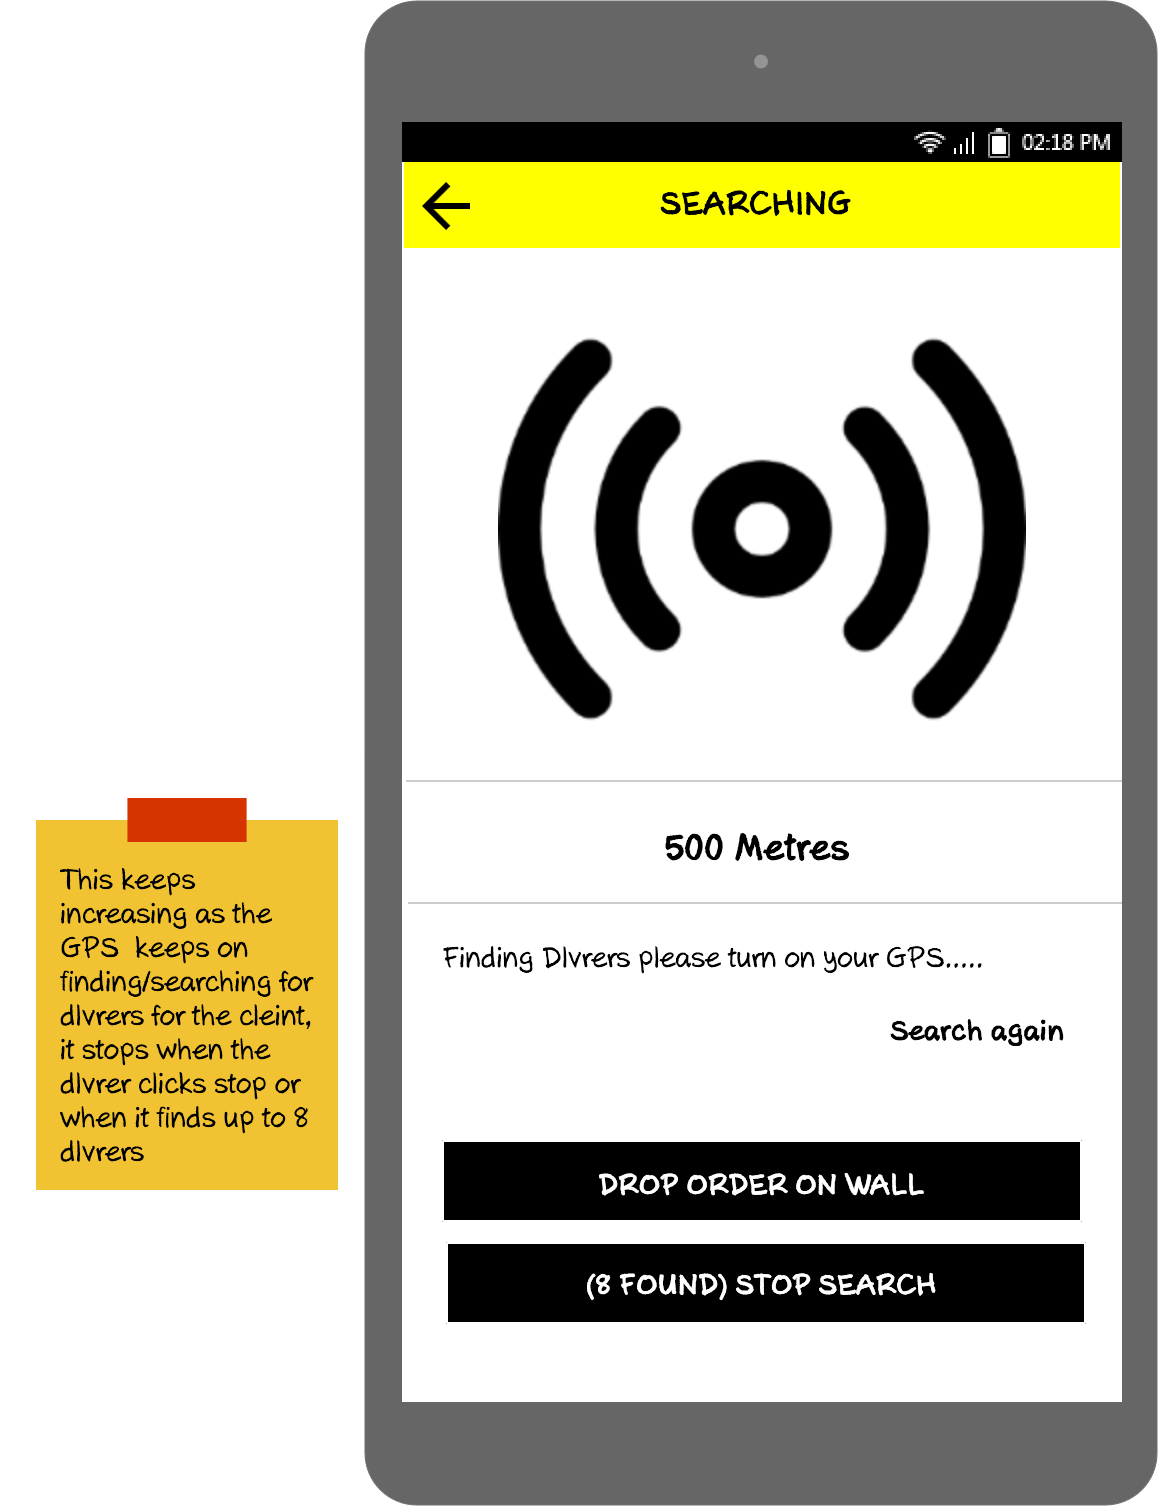 02:18 PM
SEARCHING
500 Metres
Finding Dlvrers please turn on your GPS.....
Search again
DROP ORDER ON WALL
(8 FOUND) STOP SEARCH
This keeps
increasing as the
GPS keeps on
finding/searching for
dlvrers for the cleint,
it stops when the
dlvrer clicks stop or
when it finds up to 8
dlvrers